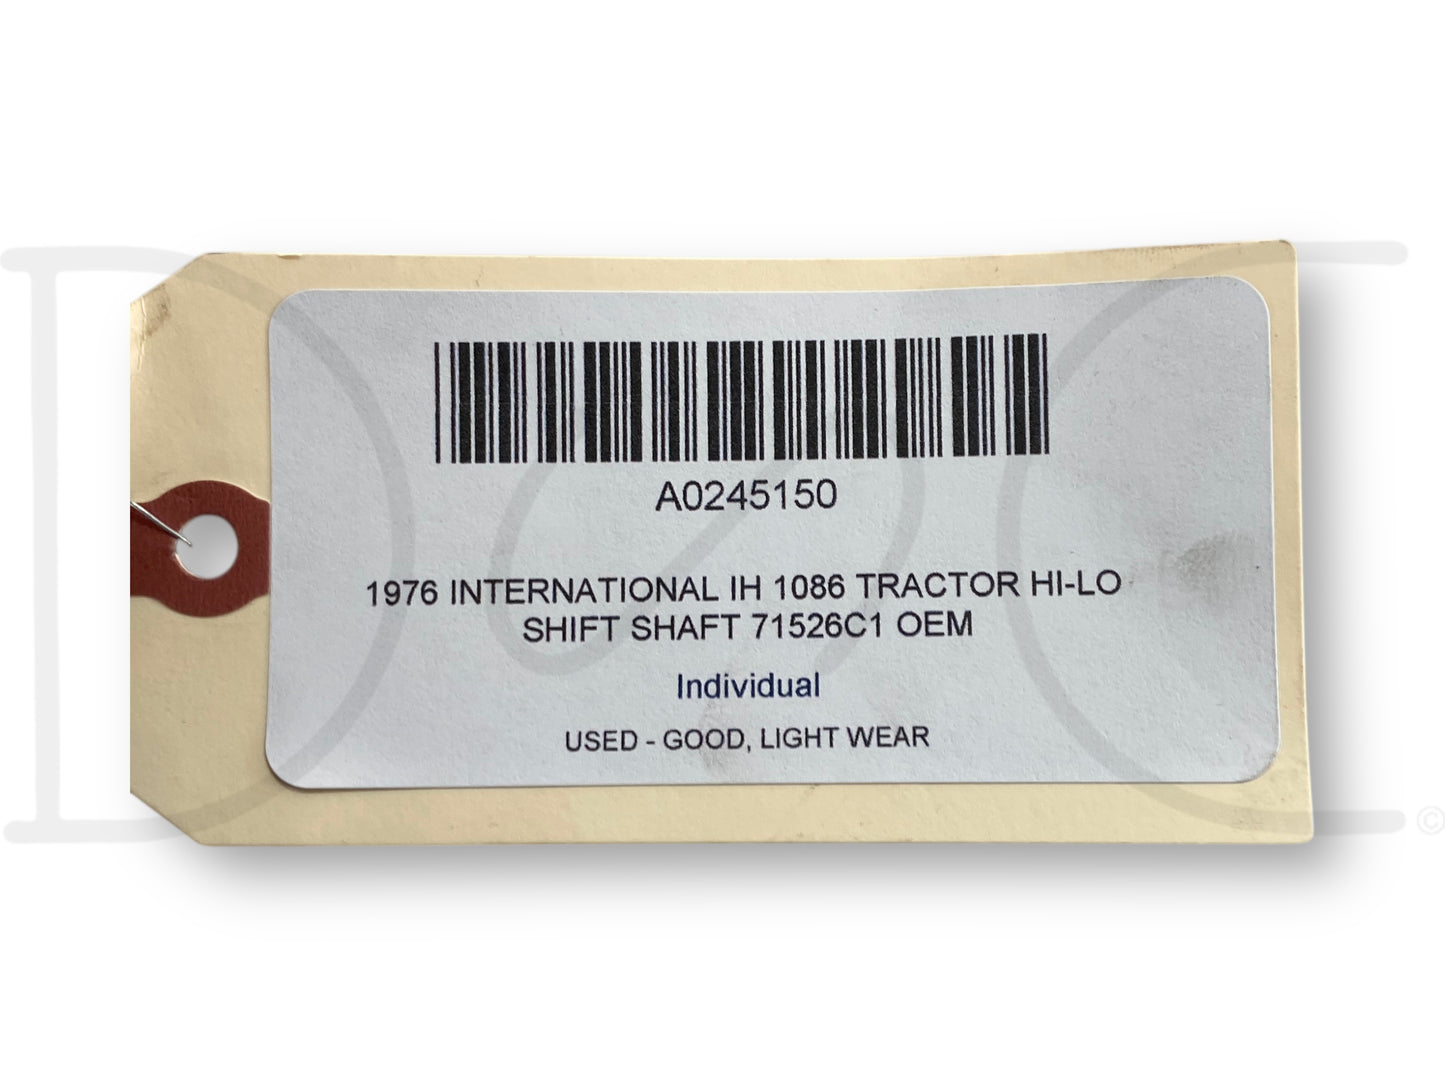 A0245150
1976 INTERNATIONAL IH 1086 TRACTOR HI-LO
SHIFT SHAFT 71526C1 OEM
Individual
USED - GOOD, LIGHT WEAR
©